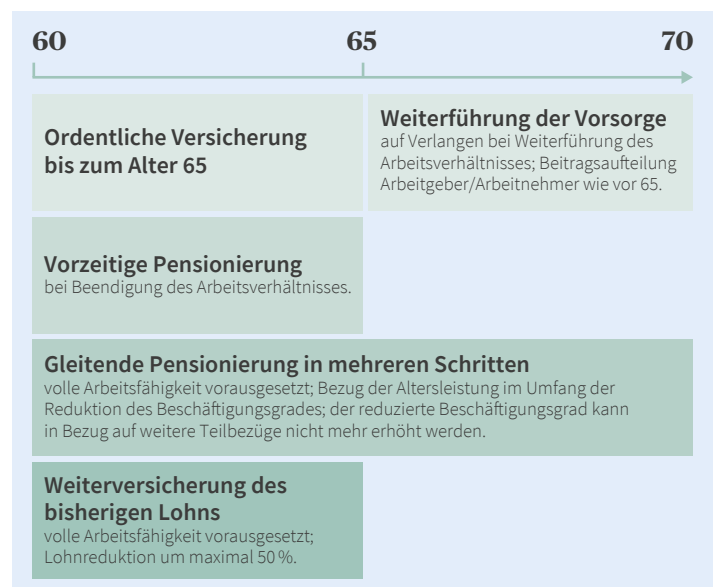 60 65 70
Ordentliche Versicherung
bis zum Alter 65
Weiterführung der Vorsorge
auf Verlangen bei Weiterführung des
Arbeitsverhältnisses; Beitragsaufteilung
Arbeitgeber/Arbeitnehmer wie vor 65.
Vorzeitige Pensionierung
bei Beendigung des Arbeitsverhältnisses.
Gleitende Pensionierung in mehreren Schritten
volle Arbeitsfähigkeit vorausgesetzt; Bezug der Altersleistung im Umfang der
Reduktion des Beschäftigungsgrades; der reduzierte Beschäftigungsgrad kann
in Bezug auf weitere Teilbezüge nicht mehr erhöht werden.
Weiterversicherung des
bisherigen Lohns
volle Arbeitsfähigkeit vorausgesetzt;
Lohnreduktion um maximal 50 %.